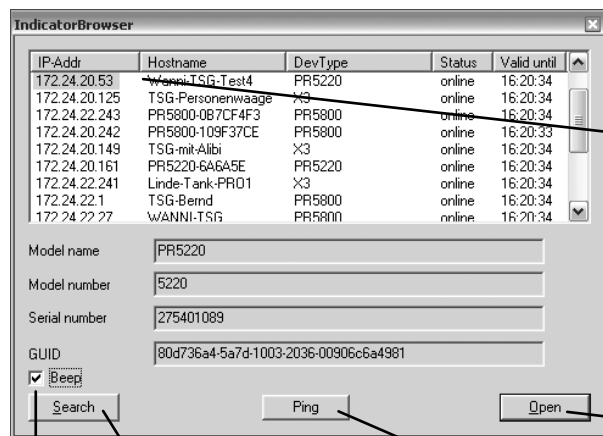 IndicatorBrowser
IP-Addr Hostname DevType Status Valid until
172.24.20.53 Wanni-TSG-Test4 PR5220 online 16:20:34
172.24.20.125 TSG-Personenwaage X3 online 16:20:34
172.24.22.243 PR5800-0B7CF4F3 PR5800 online 16:20:34
172.24.20.242 PR5800-109F37CE PR5800 online 16:20:33
172.24.20.149 TSG-mit-Alibi X3 online 16:20:34
172.24.20.161 PR5220-6A6A5E PR5220 online 16:20:34
172.24.22.241 Linde-Tank-PRO1 X3 online 16:20:34
172.24.22.1 TSG-Bernd PR5800 online 16:20:34
172.24.22.27 WANNI-TSG PR5800 online 16:20:34
Model name PR5220
Model number 5220
Serial number 275401089
GUID 80d736a4-5a7d-1003-2036-00906c6a4981
Beep
Search Ping Open